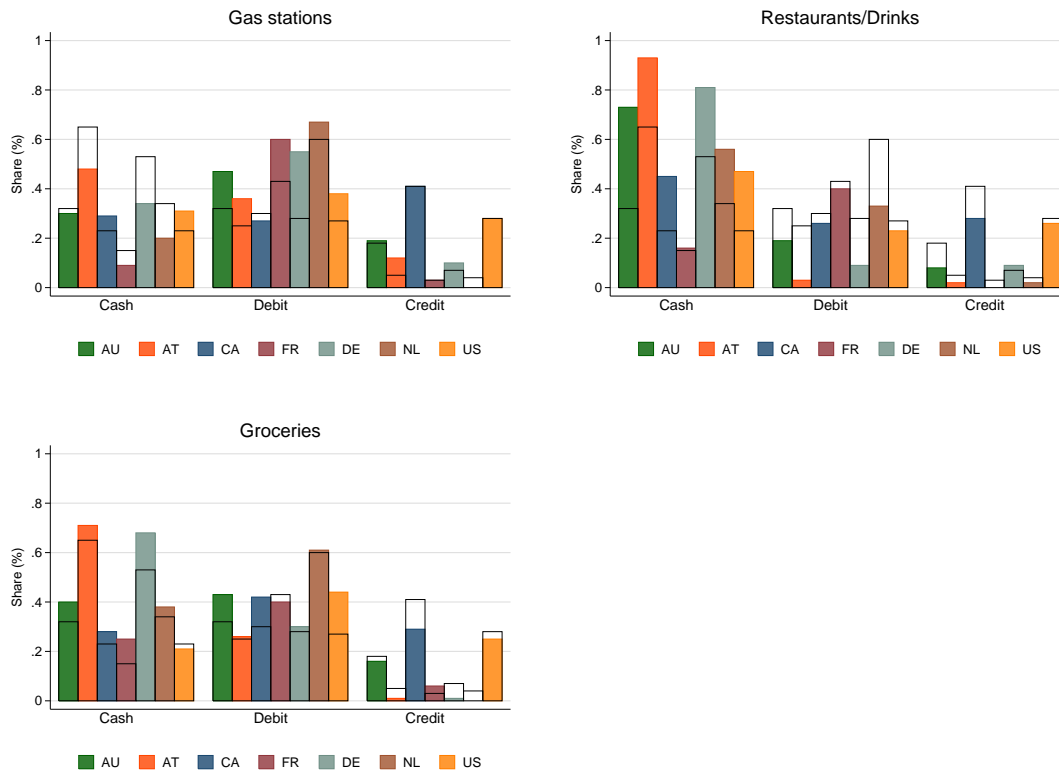 Gas stations
Share (%)
1
.8
.6
.4
.2
0
Cash Debit Credit
AU AT CA FR DE NL US
Restaurants/Drinks
Share (%)
1
.8
.6
.4
.2
0
Cash Debit Credit
AU AT CA FR DE NL US
Groceries
Share (%)
1
.8
.6
.4
.2
0
Cash Debit Credit
AU AT CA FR DE NL US